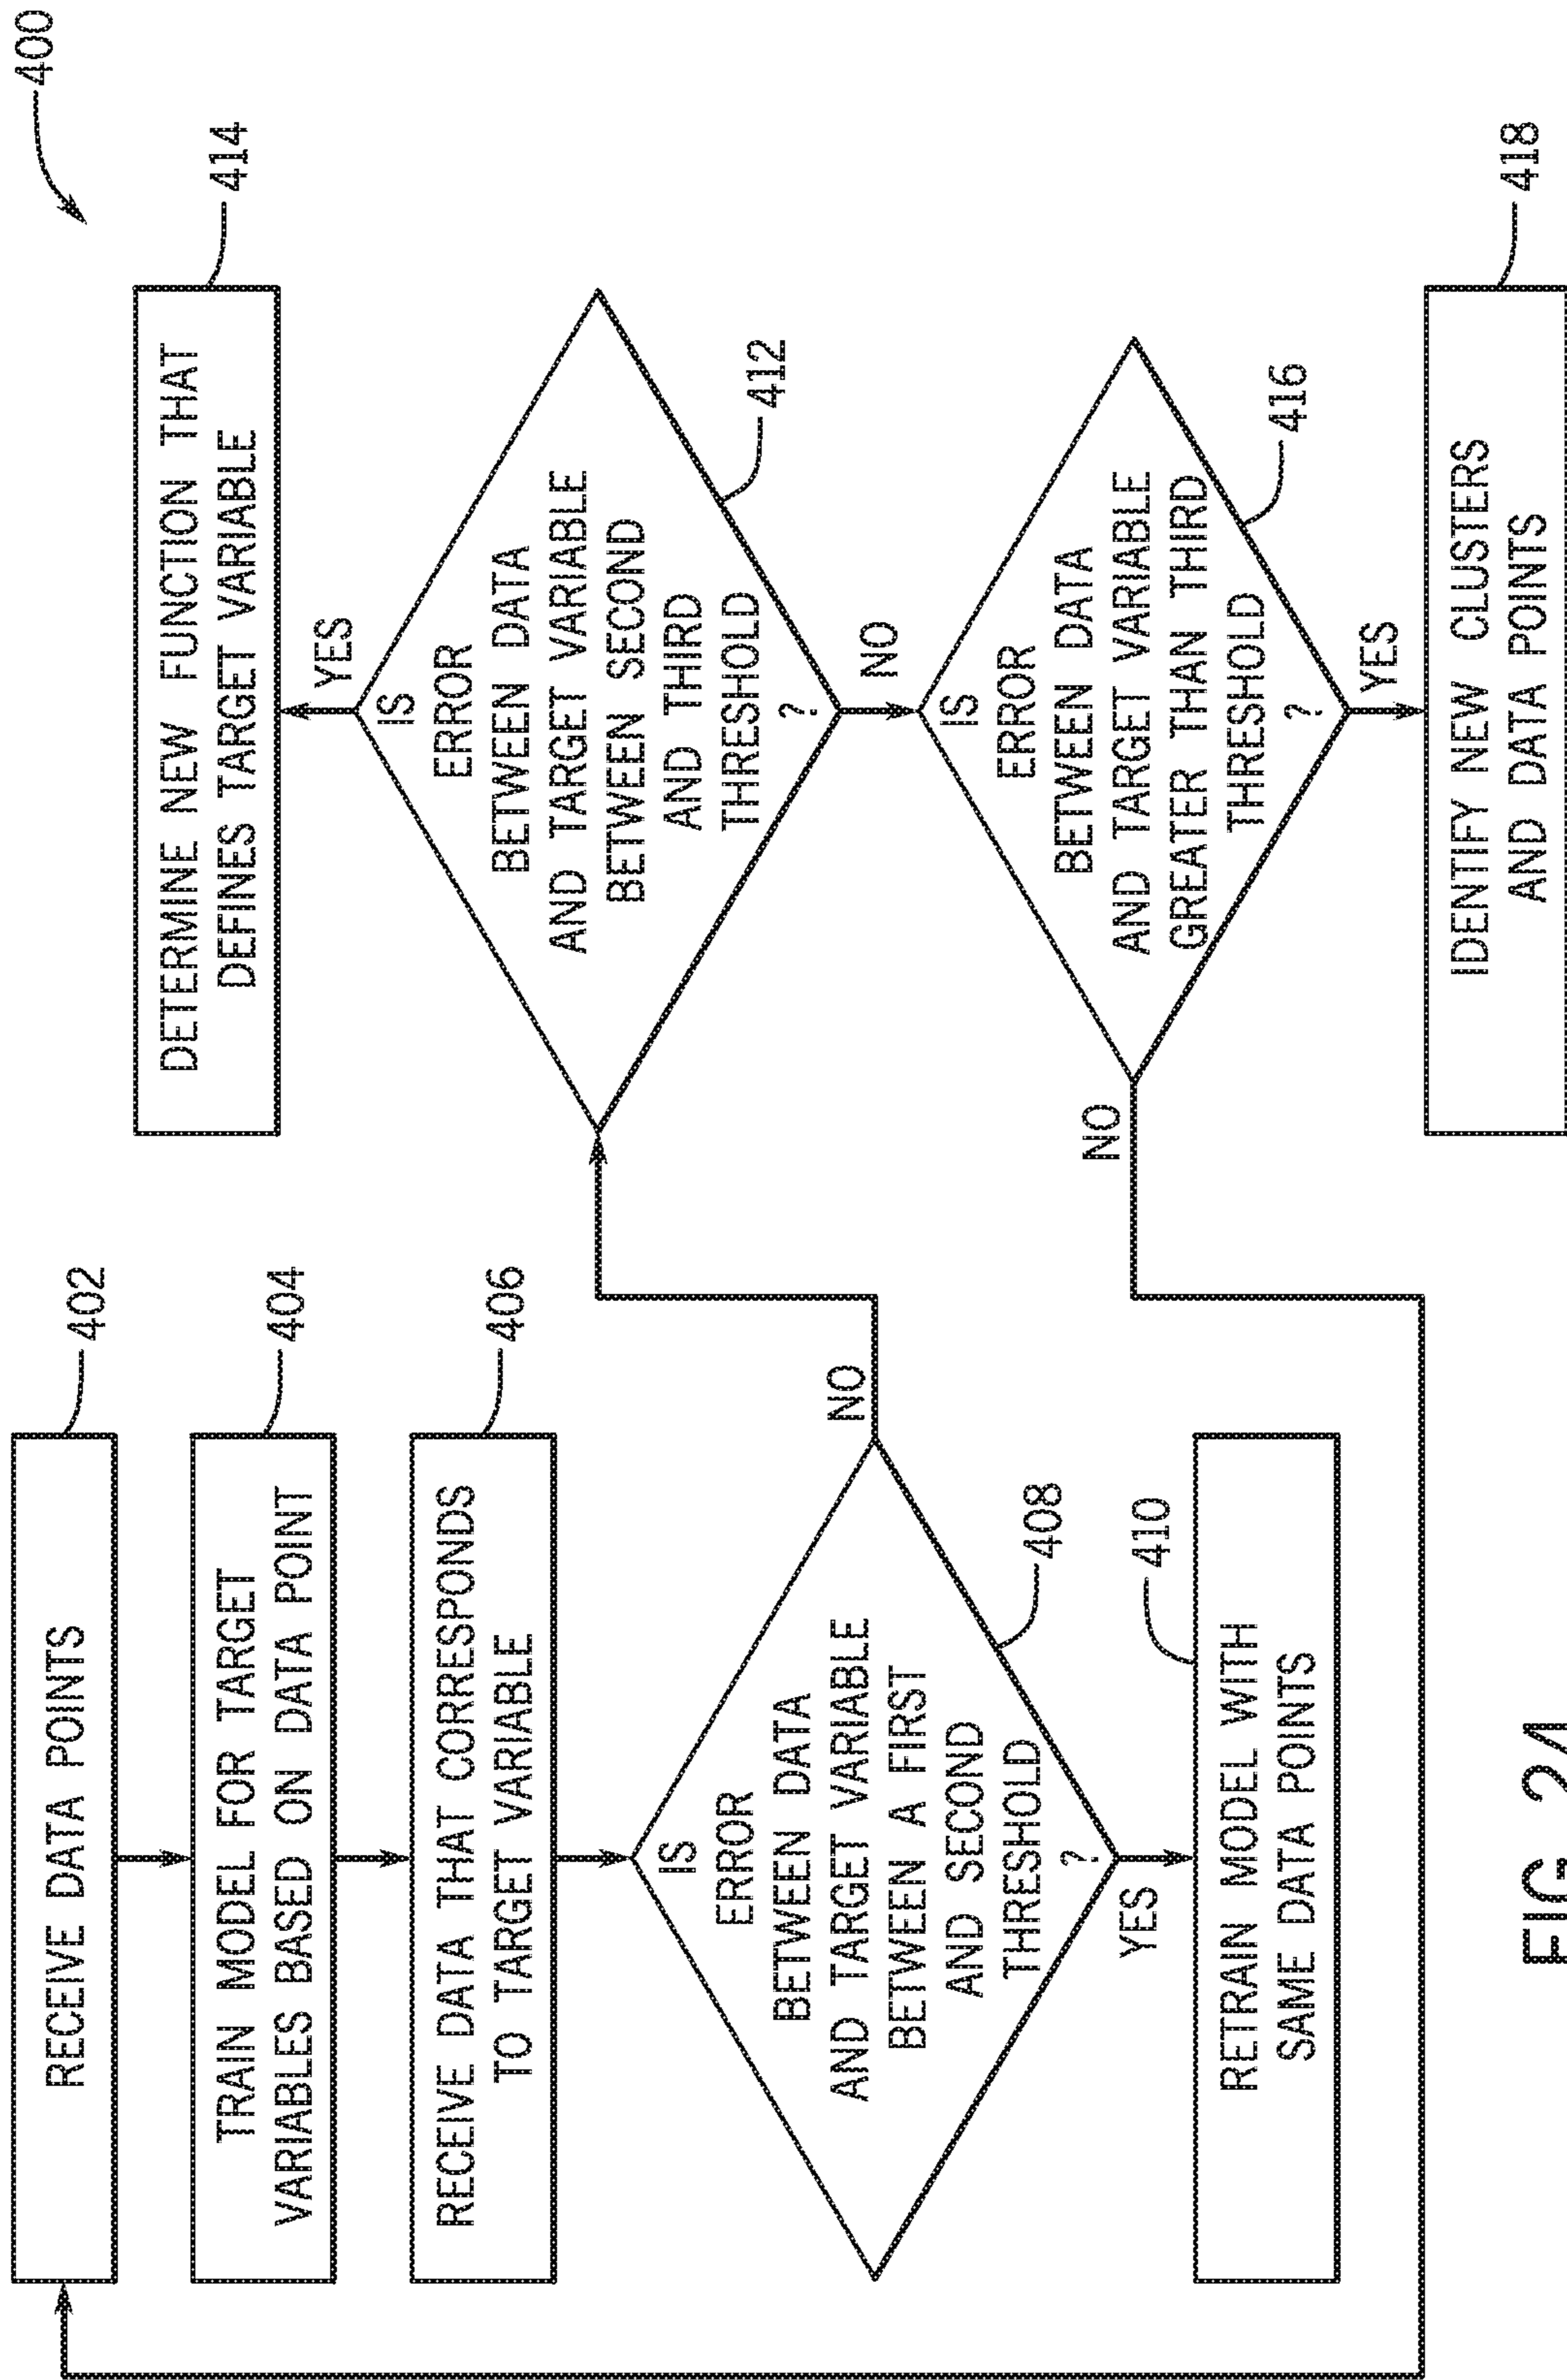 400
RECEIVE DATA POINTS
402
TRAIN MODEL FOR TARGET
VARIABLES BASED ON DATA POINT
404
RECEIVE DATA THAT CORRESPONDS
TO TARGET VARIABLE
406
IS
ERROR
BETWEEN DATA
AND TARGET VARIABLE
BETWEEN A FIRST
AND SECOND
THRESHOLD
?
408
NO
YES
410
RETRAIN MODEL WITH
SAME DATA POINTS
DETERMINE NEW FUNCTION THAT
DEFINES TARGET VARIABLE
414
YES
IS
ERROR
BETWEEN DATA
AND TARGET VARIABLE
BETWEEN SECOND
AND THIRD
THRESHOLD
?
412
NO
IS
ERROR
BETWEEN DATA
AND TARGET VARIABLE
GREATER THAN THIRD
THRESHOLD
?
416
NO
YES
IDENTIFY NEW CLUSTERS
AND DATA POINTS
418
FIG. 24